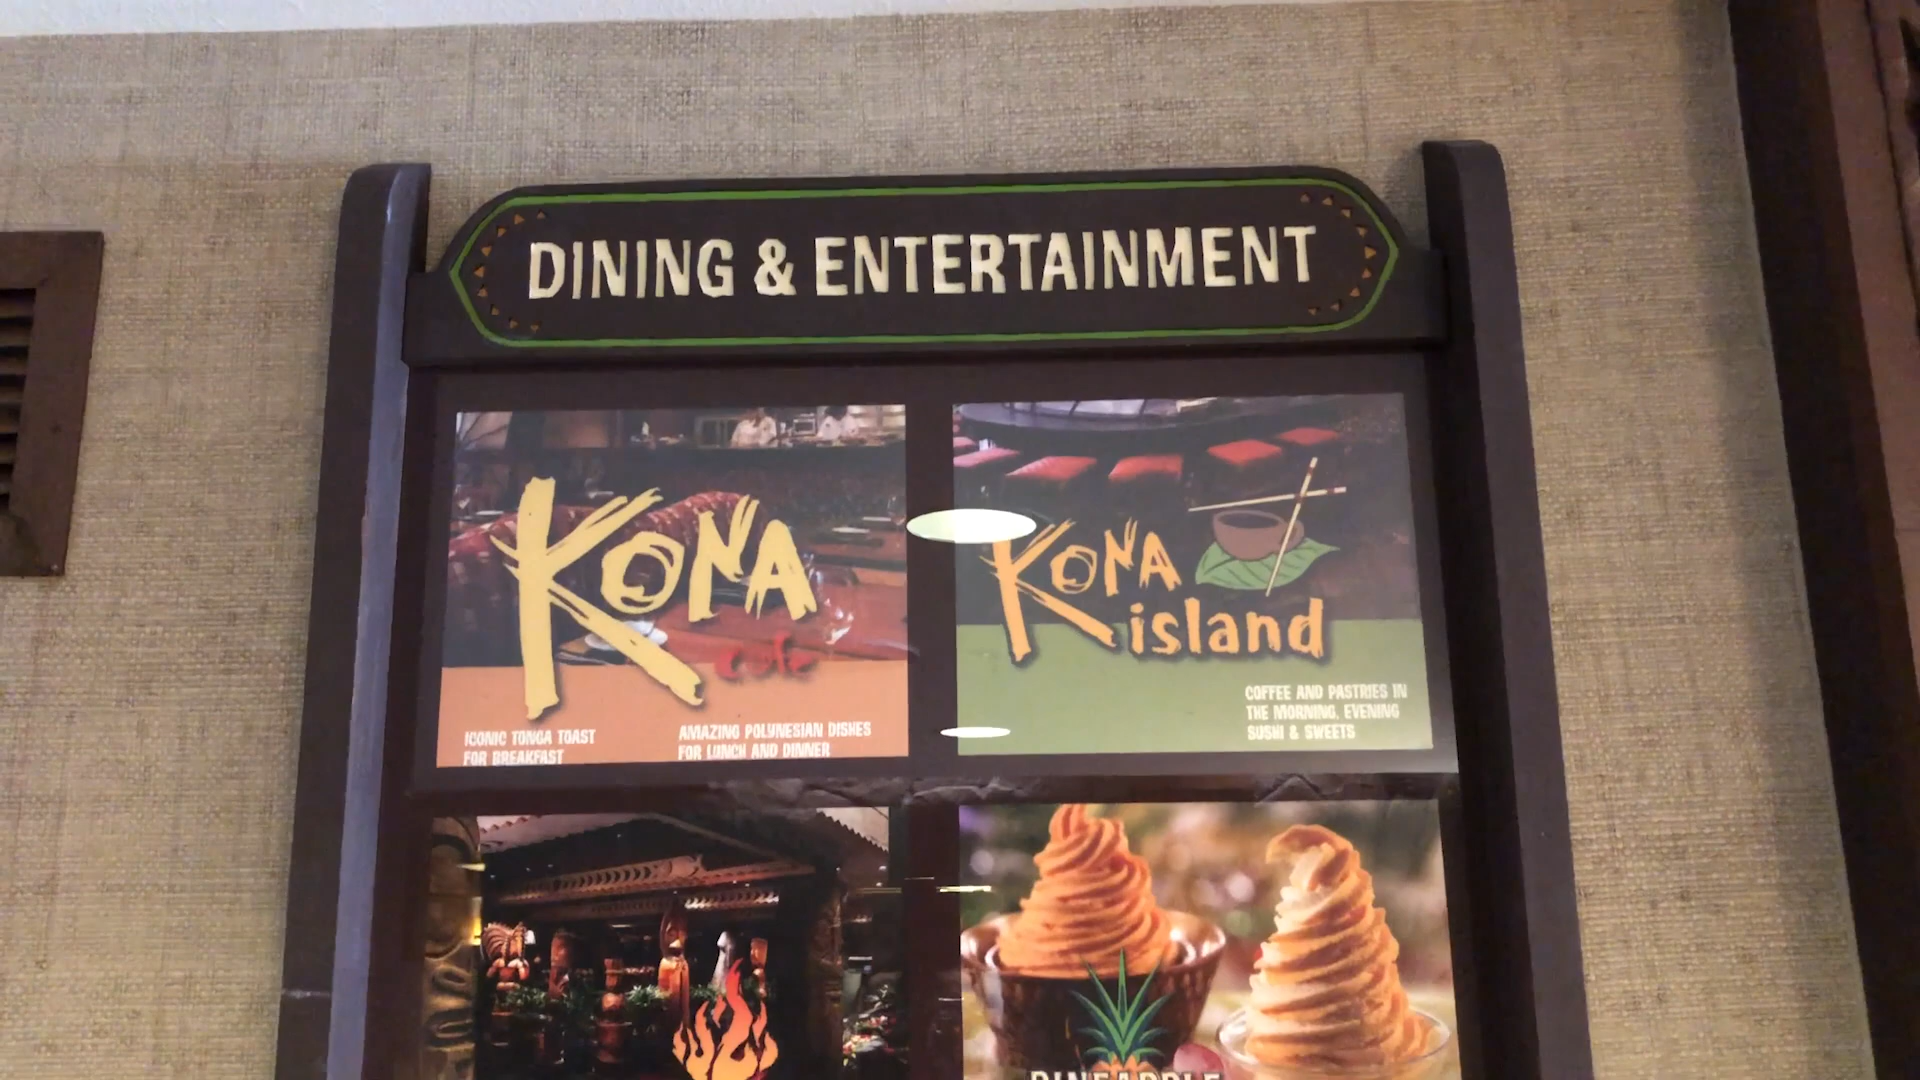 DINING & ENTERTAINMENT
KONA
cafe
ICONIC TONGA TOAST
FOR BREAKFAST
AMAZING POLYNESIAN DISHES
FOR LUNCH AND DINNER
KONA
island
COFFEE AND PASTRIES IN
THE MORNING, EVENING
SUSHI & SWEETS
PINEAPPLE